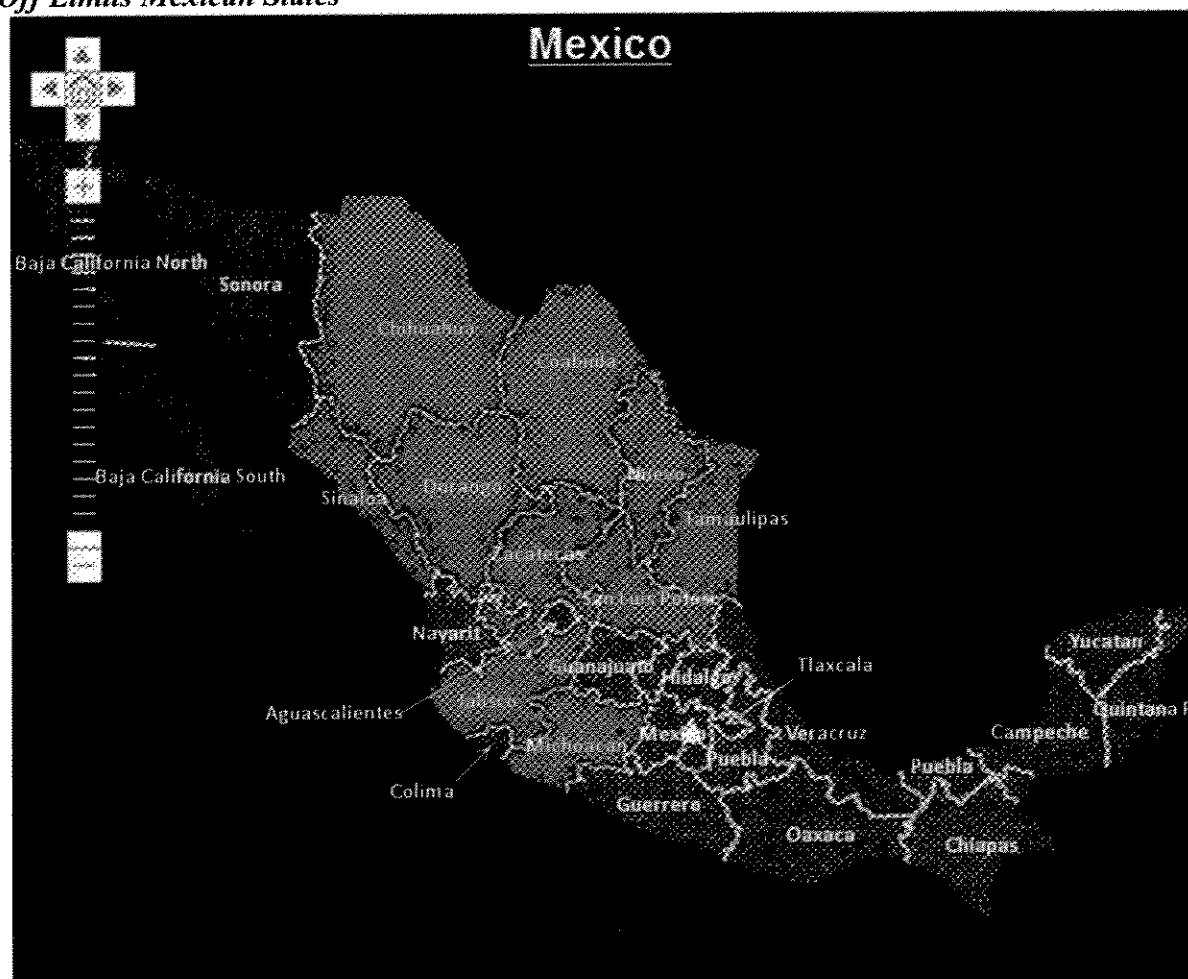 Off Limits Mexican States
Mexico
Baja California North
Sonora
Chihuahua
Coahuila
Baja California South
Sinaloa
Durango
Nuevo
Tamaulipas
Zacatecas
San Luis Potosi
Nayarit
Guanajuato
Hidalgo
Tlaxcala
Yucatan
Aguascalientes
Jalisco
Quintana R
Michoacan
Mexico
Veracruz
Campeche
Puebla
Puebla
Colima
Guerrero
Oaxaca
Chiapas